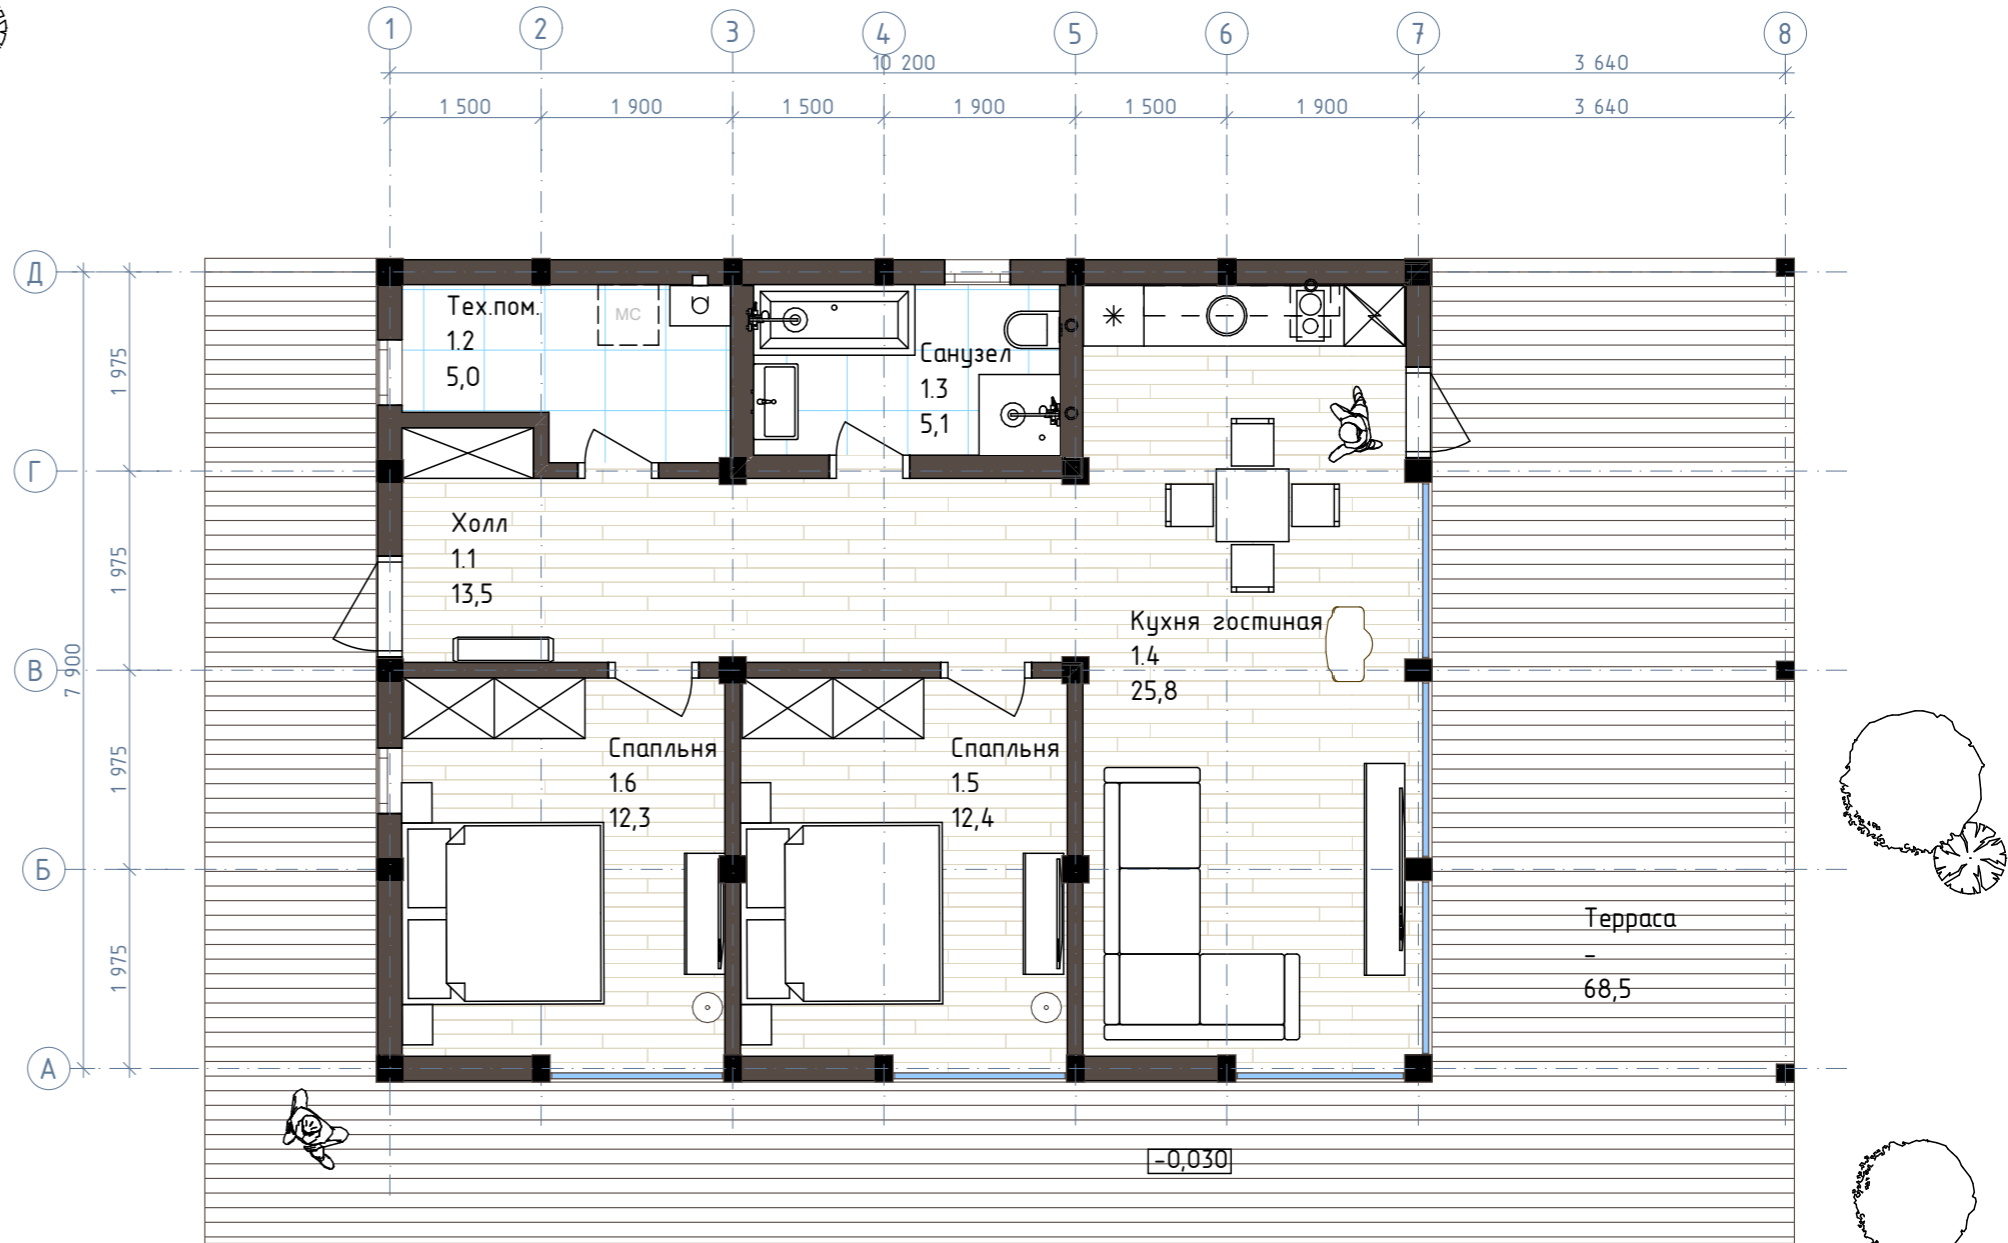 1
2
3
4
5
6
7
8
10 200
3 640
1 500
1 900
1 500
1 900
1 500
1 900
3 640
Д
Г
В
Б
А
1 975
1 975
1 975
1 975
7 900
Тех.пом.
1.2
5,0
МС
Санузел
1.3
5,1
Холл
1.1
13,5
Кухня гостиная
1.4
25,8
Спапльня
1.6
12,3
Спапльня
1.5
12,4
Терраса
-
68,5
-0,030